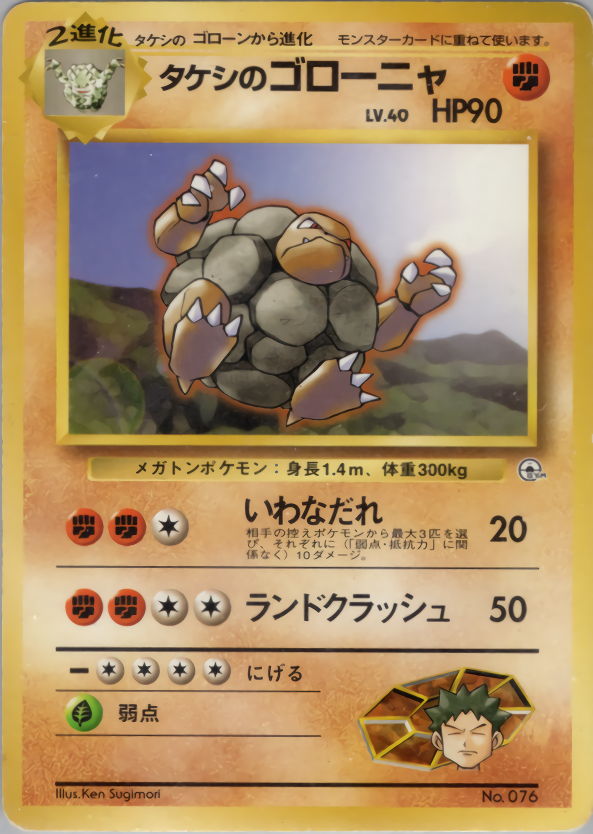 2進化 タケシの ゴローンから進化 モンスターカードに重ねて使います。
タケシのゴローニャ
LV.40 HP90
メガトンポケモン:身長1.4m、体重300kg
GYM
いわなだれ 20
相手の控えポケモンから最大3匹を選
び、それぞれに(「弱点・抵抗力」に関
係なく)10ダメージ。
ランドクラッシュ 50
にげる
弱点
Illus.Ken Sugimori No.076